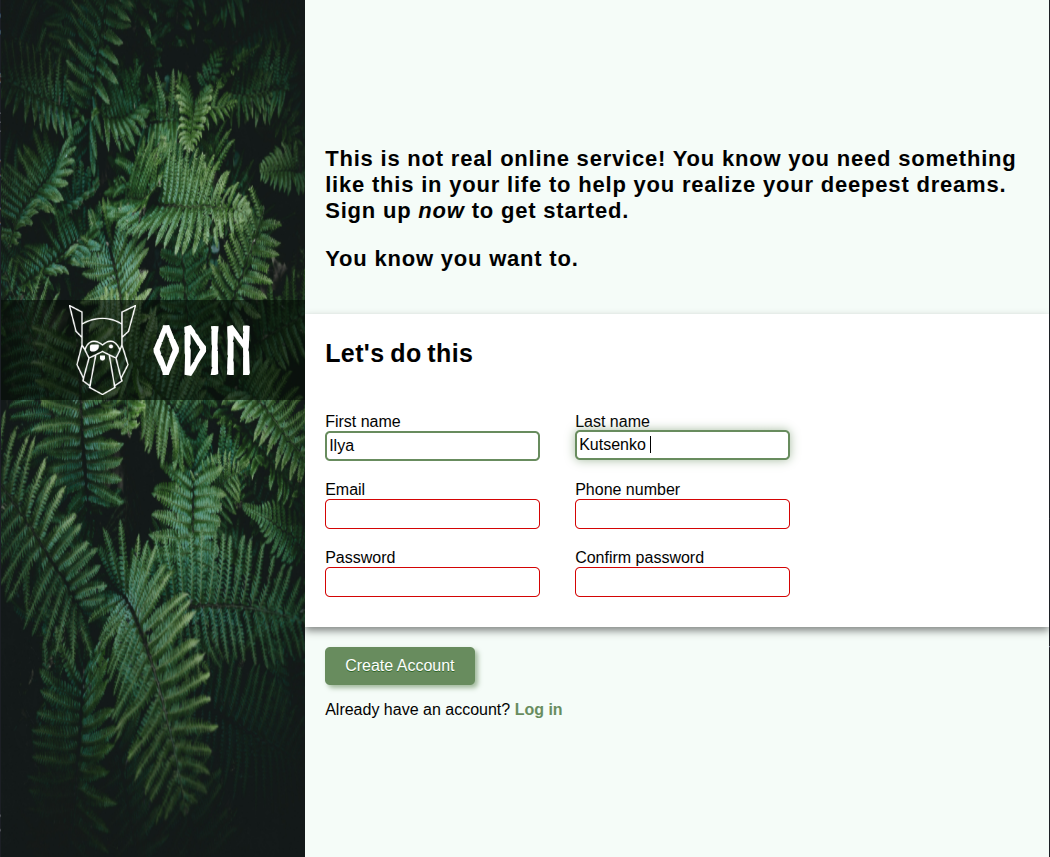 ODIN
This is not real online service! You know you need something
like this in your life to help you realize your deepest dreams.
Sign up now to get started.
You know you want to.
Let's do this
First name
Last name
Ilya
Kutsenko
Email
Phone number
Password
Confirm password
Create Account
Already have an account? Log in